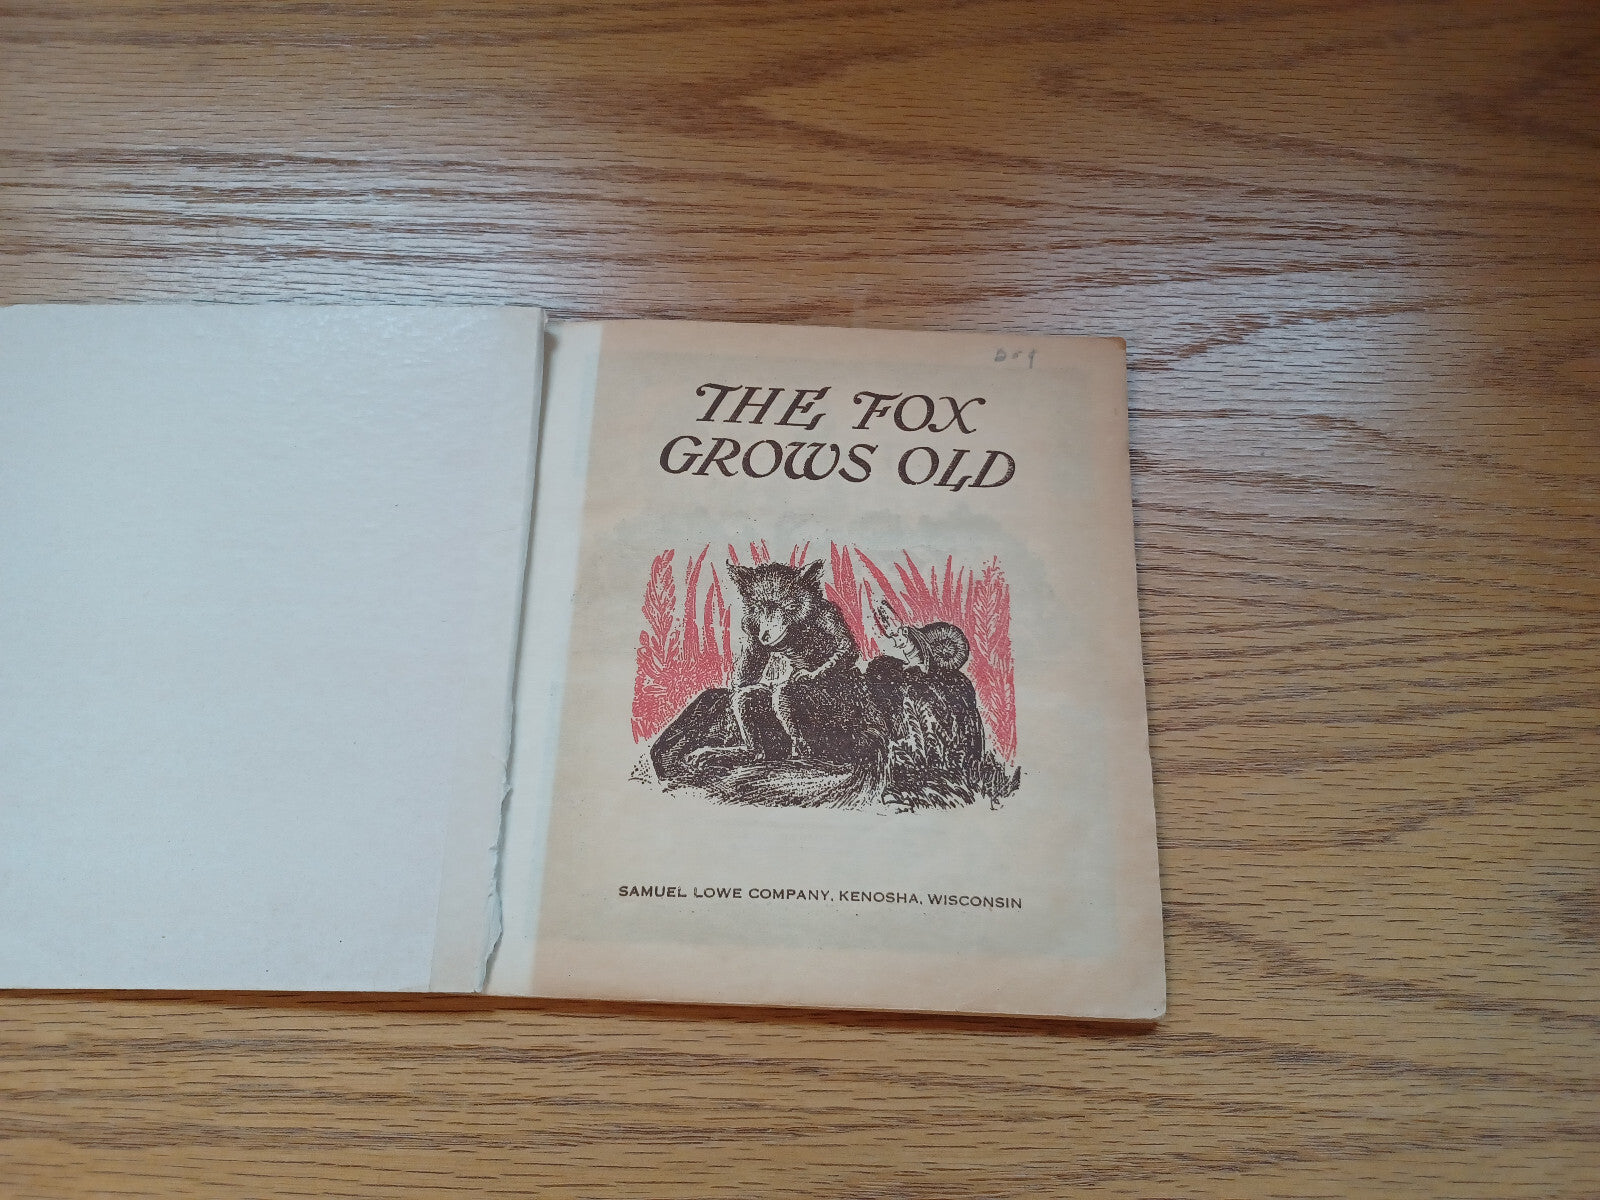 THE FOX
GROWS OLD
SAMUEL LOWE COMPANY, KENOSHA, WISCONSIN